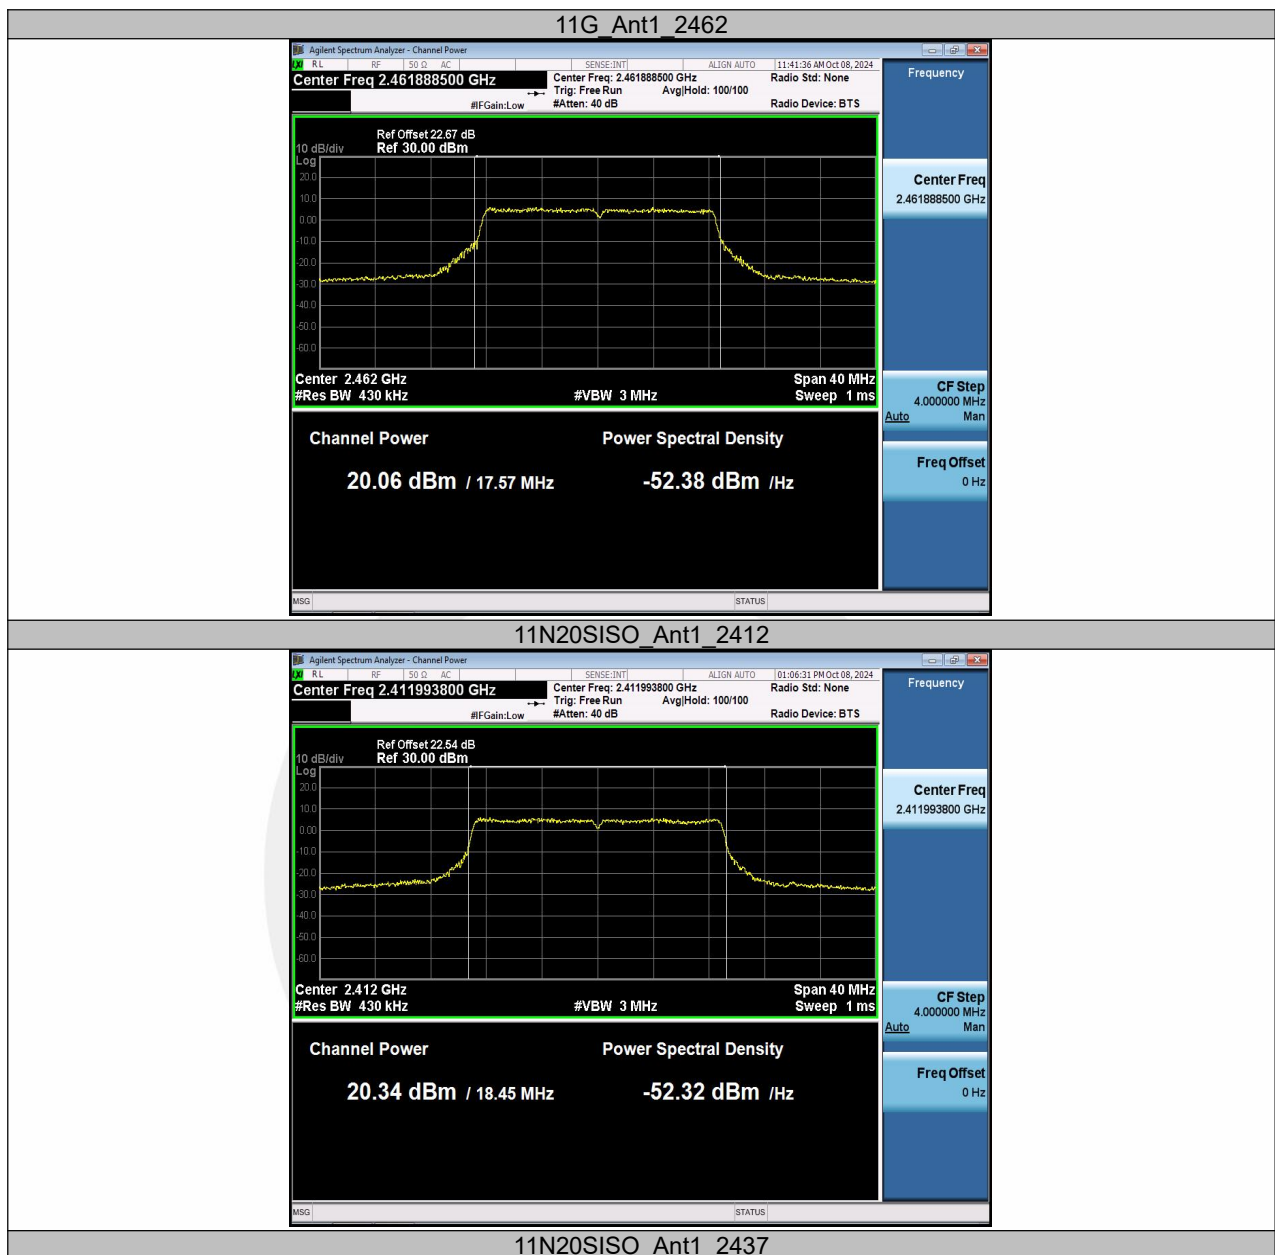 11G_Ant1_2462
Agilent Spectrum Analyzer - Channel Power
LXI RL RF 50 Ω AC SENSE:INT ALIGN AUTO 11:41:36 AM Oct 08, 2024
Center Freq 2.461888500 GHz Center Freq: 2.461888500 GHz Radio Std: None Frequency
Trig: Free Run Avg|Hold: 100/100
#IFGain:Low #Atten: 40 dB Radio Device: BTS
Ref Offset 22.67 dB
10 dB/div Ref 30.00 dBm
Log
20.0
10.0
0.00
-10.0
-20.0
-30.0
-40.0
-50.0
-60.0
Center 2.462 GHz Span 40 MHz
#Res BW 430 kHz #VBW 3 MHz Sweep 1 ms
Center Freq
2.461888500 GHz
CF Step
4.000000 MHz
Auto Man
Freq Offset
0 Hz
Channel Power Power Spectral Density
20.06 dBm / 17.57 MHz -52.38 dBm /Hz
MSG STATUS
11N20SISO_Ant1_2412
Agilent Spectrum Analyzer - Channel Power
LXI RL RF 50 Ω AC SENSE:INT ALIGN AUTO 01:06:31 PM Oct 08, 2024
Center Freq 2.411993800 GHz Center Freq: 2.411993800 GHz Radio Std: None Frequency
Trig: Free Run Avg|Hold: 100/100
#IFGain:Low #Atten: 40 dB Radio Device: BTS
Ref Offset 22.54 dB
10 dB/div Ref 30.00 dBm
Log
20.0
10.0
0.00
-10.0
-20.0
-30.0
-40.0
-50.0
-60.0
Center 2.412 GHz Span 40 MHz
#Res BW 430 kHz #VBW 3 MHz Sweep 1 ms
Center Freq
2.411993800 GHz
CF Step
4.000000 MHz
Auto Man
Freq Offset
0 Hz
Channel Power Power Spectral Density
20.34 dBm / 18.45 MHz -52.32 dBm /Hz
MSG STATUS
11N20SISO_Ant1_2437